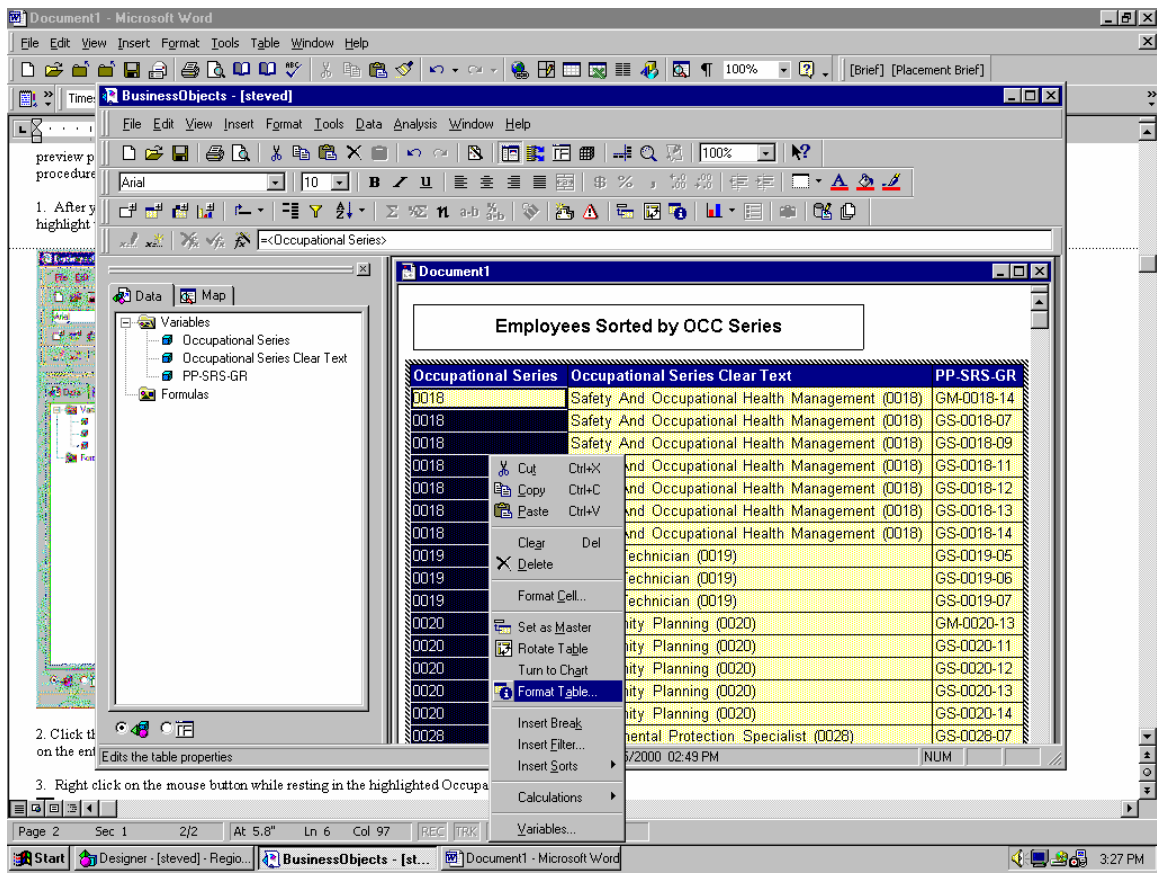 Document1 - Microsoft Word
File Edit View Insert Format Tools Table Window Help
100%
[Brief] [Placement Brief]
Time
BusinessObjects - [steved]
File Edit View Insert Format Tools Data Analysis Window Help
100%
Arial 10 B I U
=<Occupational Series>
preview p
procedure
1. After y
highlight
Data Map
Variables
Occupational Series
Occupational Series Clear Text
PP-SRS-GR
Formulas
Document1
Employees Sorted by OCC Series
Occupational Series Occupational Series Clear Text PP-SRS-GR
0018 Safety And Occupational Health Management (0018) GM-0018-14
0018 Safety And Occupational Health Management (0018) GS-0018-07
0018 Safety And Occupational Health Management (0018) GS-0018-09
0018 And Occupational Health Management (0018) GS-0018-11
0018 And Occupational Health Management (0018) GS-0018-12
0018 And Occupational Health Management (0018) GS-0018-13
0018 And Occupational Health Management (0018) GS-0018-14
0019 Technician (0019) GS-0019-05
0019 Technician (0019) GS-0019-06
0019 Technician (0019) GS-0019-07
0020 nity Planning (0020) GM-0020-13
0020 nity Planning (0020) GS-0020-11
0020 nity Planning (0020) GS-0020-12
0020 nity Planning (0020) GS-0020-13
0020 nity Planning (0020) GS-0020-14
0028 mental Protection Specialist (0028) GS-0028-07
Cut Ctrl+X
Copy Ctrl+C
Paste Ctrl+V
Clear Del
Delete
Format Cell...
Set as Master
Rotate Table
Turn to Chart
Format Table...
Insert Break
Insert Filter...
Insert Sorts
Calculations
Variables...
Edits the table properties
/2000 02:49 PM
NUM
2. Click th
on the ent
3. Right click on the mouse button while resting in the highlighted Occupa
Page 2 Sec 1 2/2 At 5.8" Ln 6 Col 97 REC TRK
Start Designer - [steved] - Regio... BusinessObjects - [st... Document1 - Microsoft Word 3:27 PM